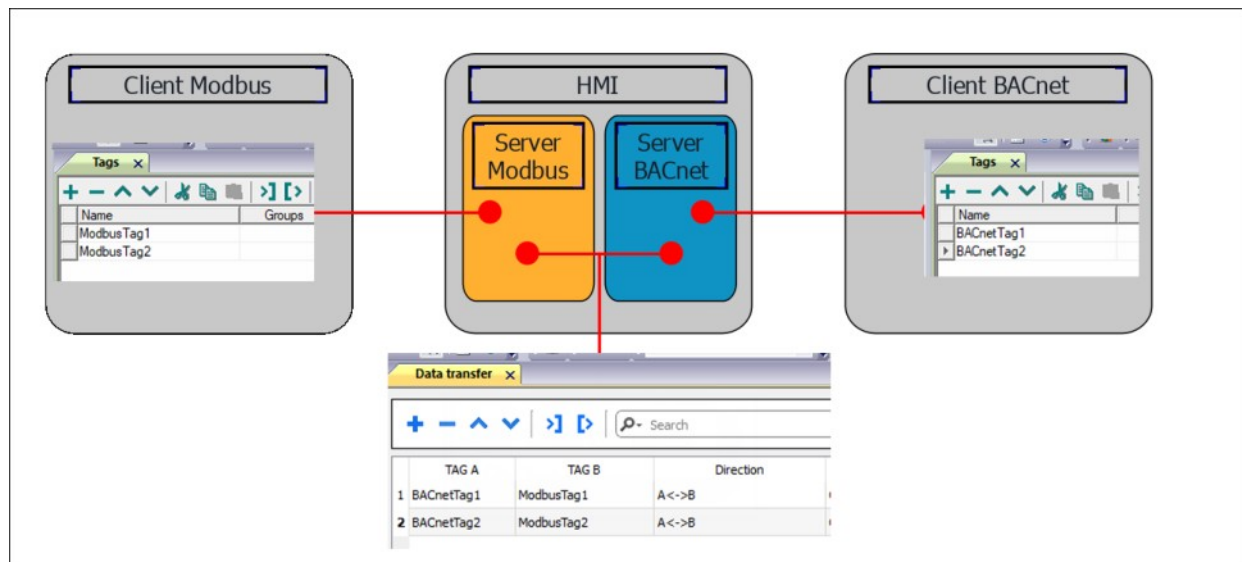 Client Modbus
HMI
Client BACnet
Server
Modbus
Server
BACnet
Tags
Name Groups
ModbusTag1
ModbusTag2
Tags
Name
BACnetTag1
BACnetTag2
Data transfer
Search
TAG A TAG B Direction
1 BACnetTag1 ModbusTag1 A<->B
2 BACnetTag2 ModbusTag2 A<->B